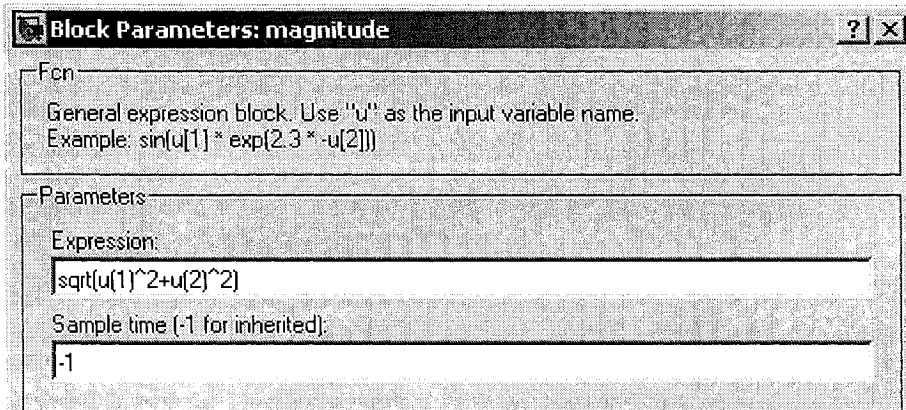 Block Parameters: magnitude
? X
Fcn
General expression block. Use "u" as the input variable name.
Example: sin(u[1] * exp(2.3 * -u[2]))
Parameters
Expression:
sqrt(u(1)^2+u(2)^2)
Sample time (-1 for inherited):
-1